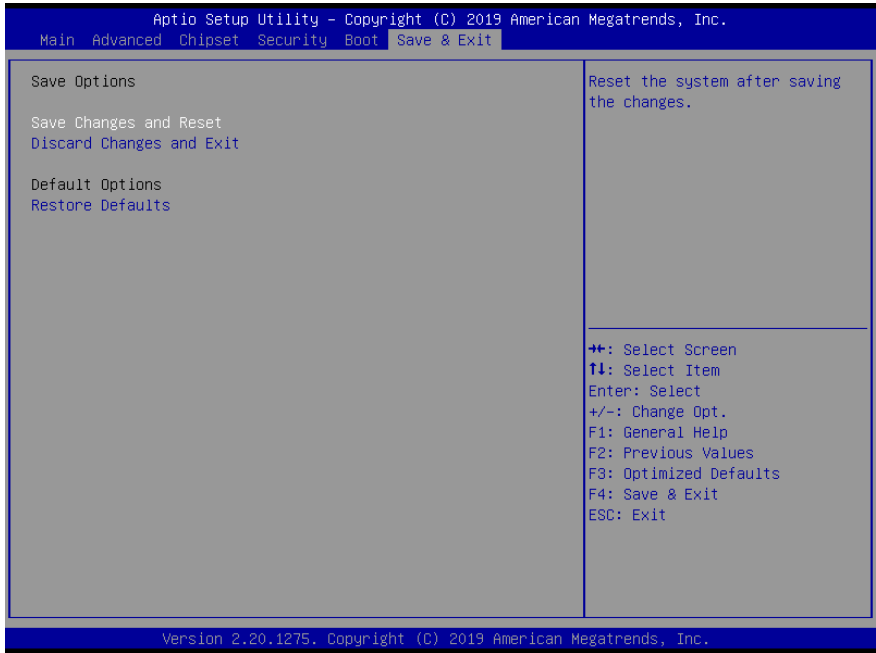 Aptio Setup Utility – Copyright (C) 2019 American Megatrends, Inc.
Main Advanced Chipset Security Boot Save & Exit
Save Options
Save Changes and Reset
Discard Changes and Exit
Default Options
Restore Defaults
Reset the system after saving
the changes.
→←: Select Screen
↑↓: Select Item
Enter: Select
+/-: Change Opt.
F1: General Help
F2: Previous Values
F3: Optimized Defaults
F4: Save & Exit
ESC: Exit
Version 2.20.1275. Copyright (C) 2019 American Megatrends, Inc.